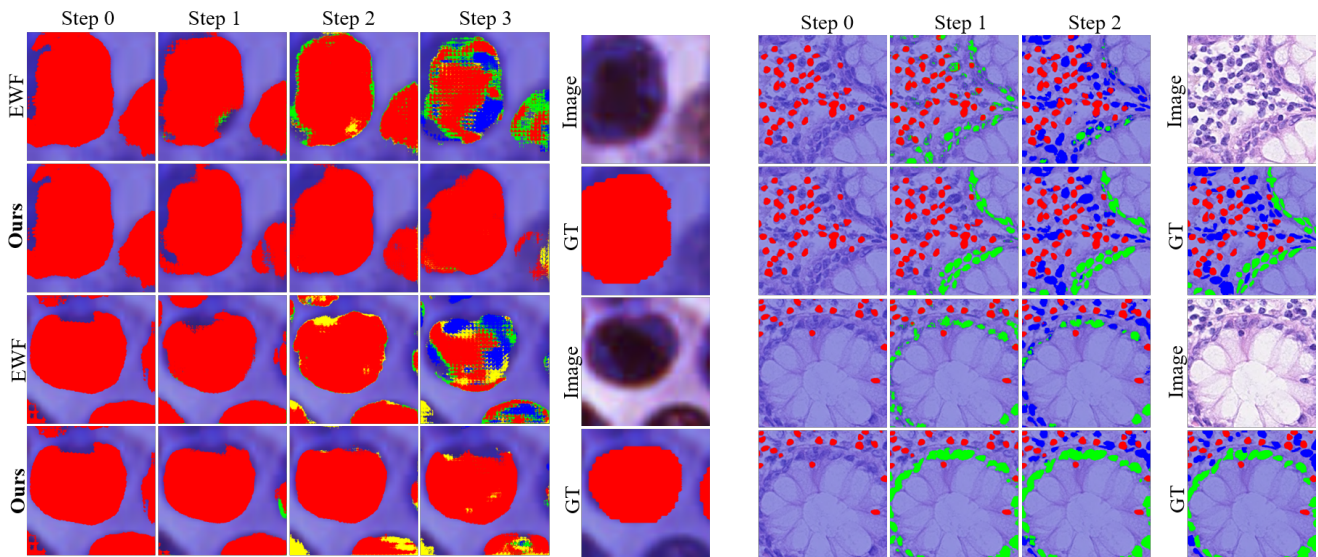 Step 0 Step 1 Step 2 Step 3
EWF
Ours
EWF
Ours
Image
GT
Image
GT
Step 0 Step 1 Step 2
Image
GT
Image
GT